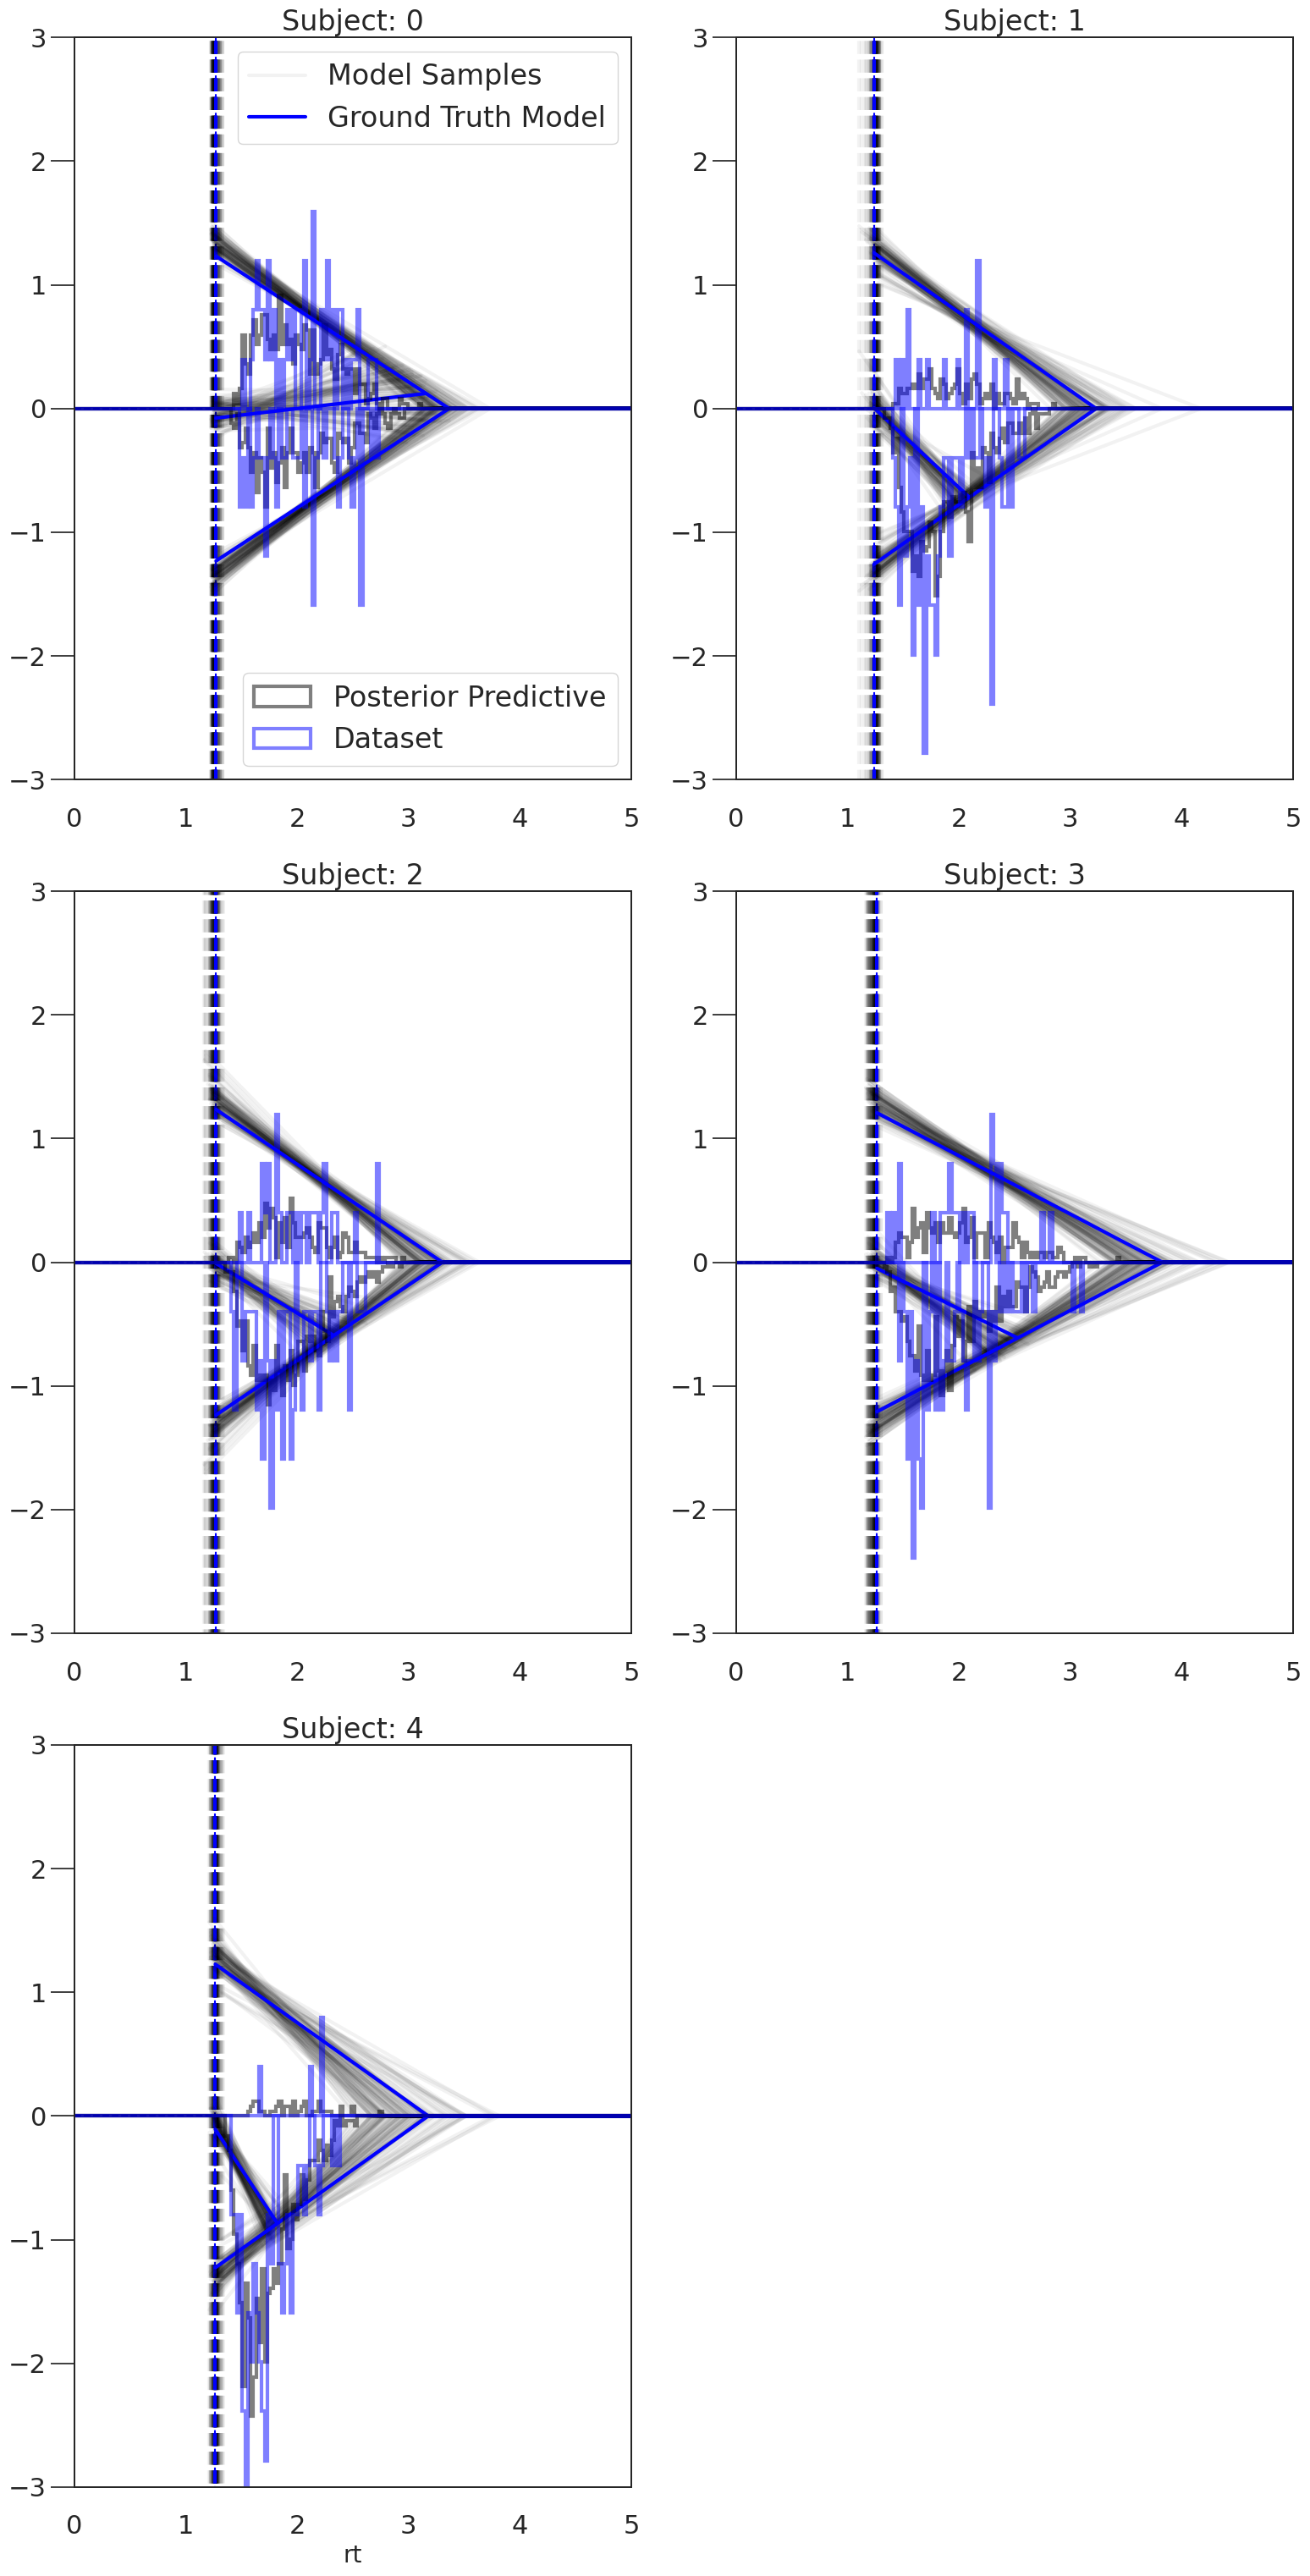 Subject: 0
Subject: 1
3
2
1
0
−1
−2
−3
Model Samples
Ground Truth Model
Posterior Predictive
Dataset
0 1 2 3 4 5
3
2
1
0
−1
−2
−3
0 1 2 3 4 5
Subject: 2
Subject: 3
3
2
1
0
−1
−2
−3
0 1 2 3 4 5
3
2
1
0
−1
−2
−3
0 1 2 3 4 5
Subject: 4
3
2
1
0
−1
−2
−3
0 1 2 3 4 5
rt